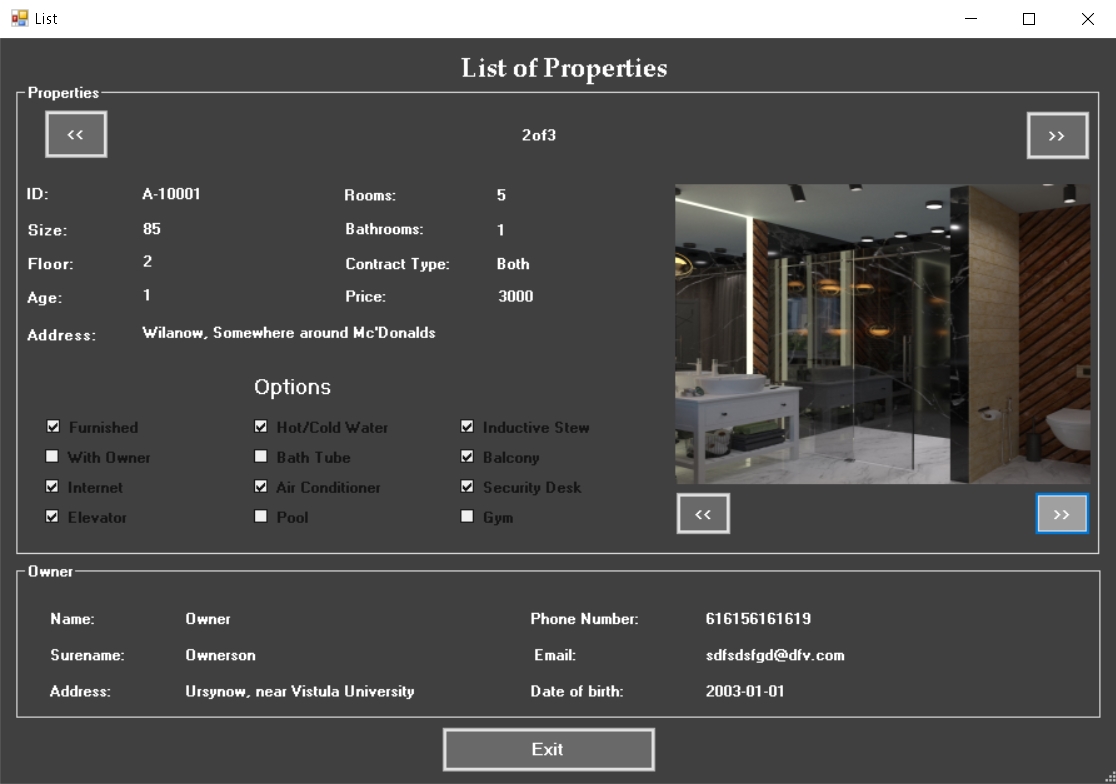 List
List of Properties
Properties
<< 2of3 >>
ID: A-10001 Rooms: 5
Size: 85 Bathrooms: 1
Floor: 2 Contract Type: Both
Age: 1 Price: 3000
Address: Wilanow, Somewhere around Mc'Donalds
Options
Furnished Hot/Cold Water Inductive Stew
With Owner Bath Tube Balcony
Internet Air Conditioner Security Desk
Elevator Pool Gym
<< >>
Owner
Name: Owner Phone Number: 616156161619
Surename: Ownerson Email: sdfsdsfgd@dfv.com
Address: Ursynow, near Vistula University Date of birth: 2003-01-01
Exit